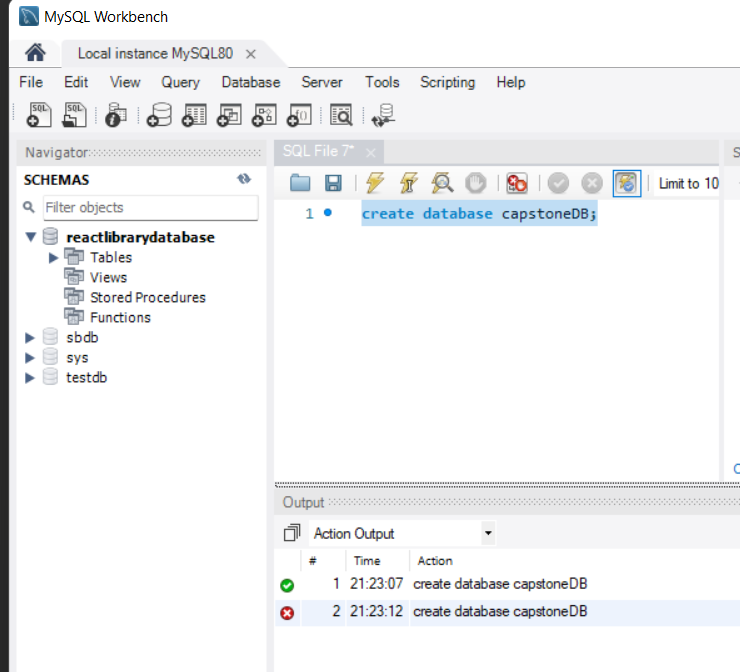 MySQL Workbench
Local instance MySQL80
File Edit View Query Database Server Tools Scripting Help
SQL SQL
Navigator SQL File 7* S
SCHEMAS
Limit to 10
Filter objects
1 create database capstoneDB;
reactlibrarydatabase
Tables
Views
Stored Procedures
Functions
sbdb
sys
testdb
Output
Action Output
# Time Action
1 21:23:07 create database capstoneDB
2 21:23:12 create database capstoneDB